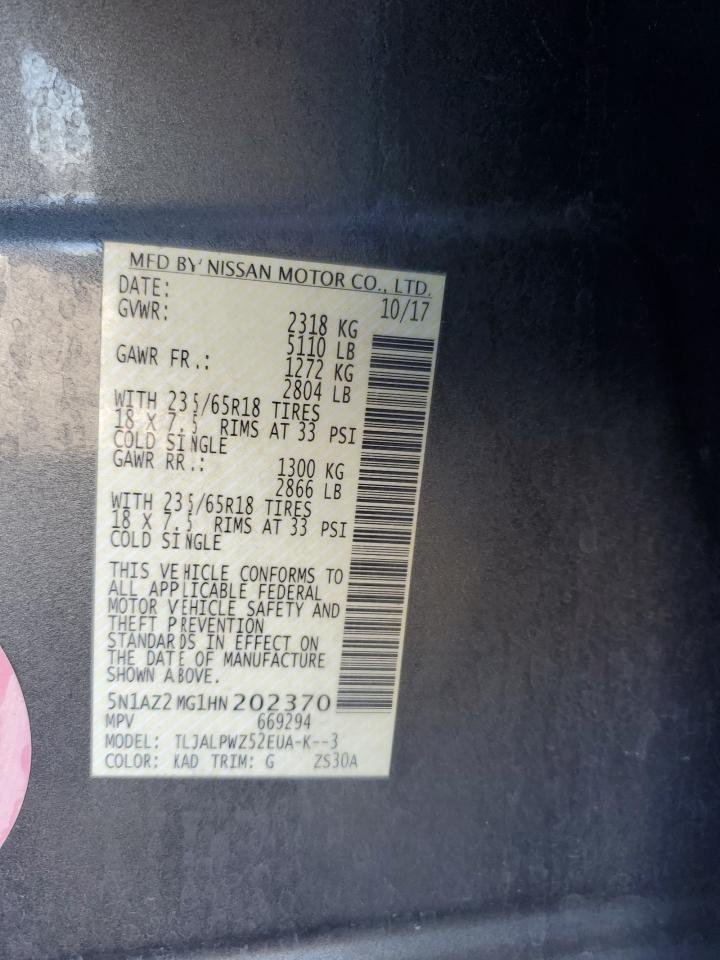 MFD BY NISSAN MOTOR CO., LTD.
DATE: 10/17
GVWR: 2318 KG
5110 LB
GAWR FR.: 1272 KG
2804 LB
WITH 235/65R18 TIRES
18 X 7.5 RIMS AT 33 PSI
COLD SINGLE
GAWR RR.: 1300 KG
2866 LB
WITH 235/65R18 TIRES
18 X 7.5 RIMS AT 33 PSI
COLD SINGLE
THIS VEHICLE CONFORMS TO
ALL APPLICABLE FEDERAL
MOTOR VEHICLE SAFETY AND
THEFT PREVENTION
STANDARDS IN EFFECT ON
THE DATE OF MANUFACTURE
SHOWN ABOVE.
5N1AZ2MG1HN202370
MPV 669294
MODEL: TLJALPWZ52EUA-K--3
COLOR: KAD TRIM: G ZS30A